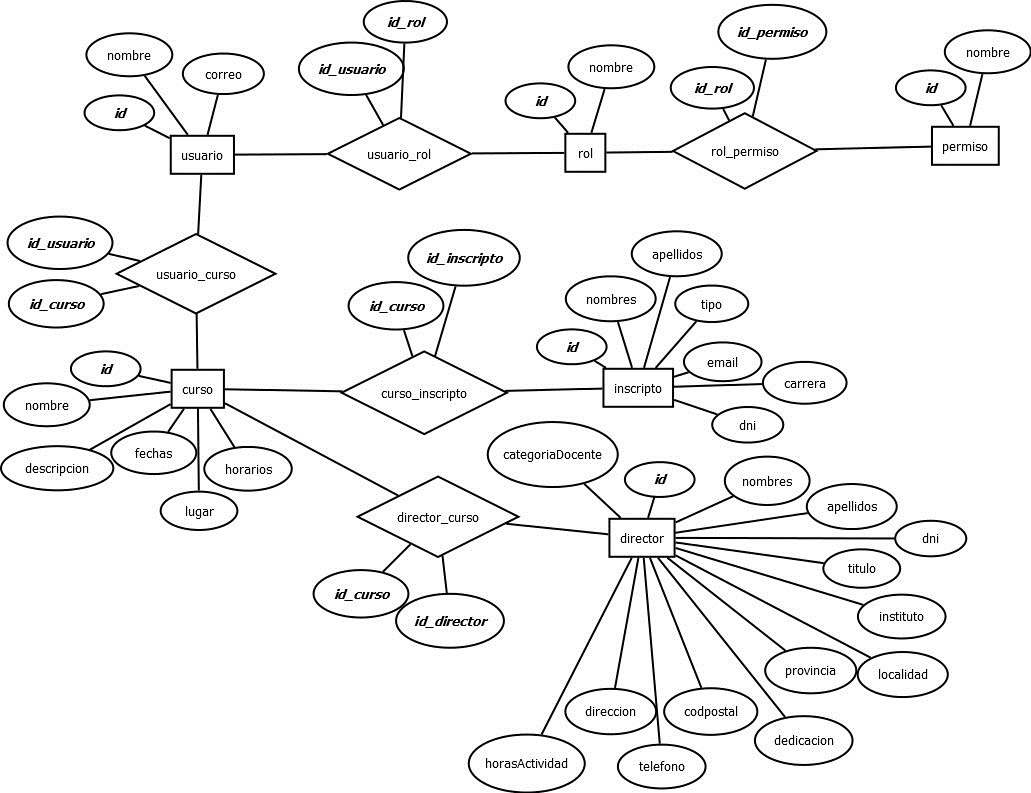 id_rol
id_permiso
nombre
correo
id_usuario
nombre
nombre
id
id
id_rol
id
usuario
usuario_rol
rol
rol_permiso
permiso
id_usuario
usuario_curso
id_curso
id_inscripto
id_curso
apellidos
nombres
tipo
id
email
carrera
dni
id
nombre
curso
curso_inscripto
inscripto
descripcion
fechas
horarios
lugar
categoriaDocente
id
nombres
apellidos
director_curso
director
dni
titulo
id_curso
id_director
instituto
provincia
localidad
direccion
codpostal
dedicacion
horasActividad
telefono